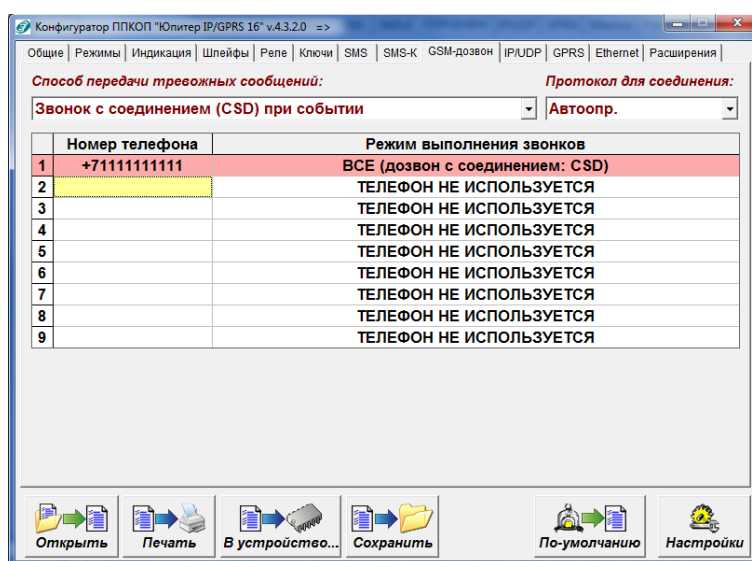 Конфигуратор ППКОП "Юпитер IP/GPRS 16" v.4.3.2.0 =>
Общие Режимы Индикация Шлейфы Реле Ключи SMS SMS-K GSM-дозвон IP/UDP GPRS Ethernet Расширения
Способ передачи тревожных сообщений: Протокол для соединения:
Звонок с соединением (CSD) при событии Автоопр.
Номер телефона Режим выполнения звонков
1 +71111111111 ВСЕ (дозвон с соединением: CSD)
2 ТЕЛЕФОН НЕ ИСПОЛЬЗУЕТСЯ
3 ТЕЛЕФОН НЕ ИСПОЛЬЗУЕТСЯ
4 ТЕЛЕФОН НЕ ИСПОЛЬЗУЕТСЯ
5 ТЕЛЕФОН НЕ ИСПОЛЬЗУЕТСЯ
6 ТЕЛЕФОН НЕ ИСПОЛЬЗУЕТСЯ
7 ТЕЛЕФОН НЕ ИСПОЛЬЗУЕТСЯ
8 ТЕЛЕФОН НЕ ИСПОЛЬЗУЕТСЯ
9 ТЕЛЕФОН НЕ ИСПОЛЬЗУЕТСЯ
Открыть Печать В устройство... Сохранить По-умолчанию Настройки